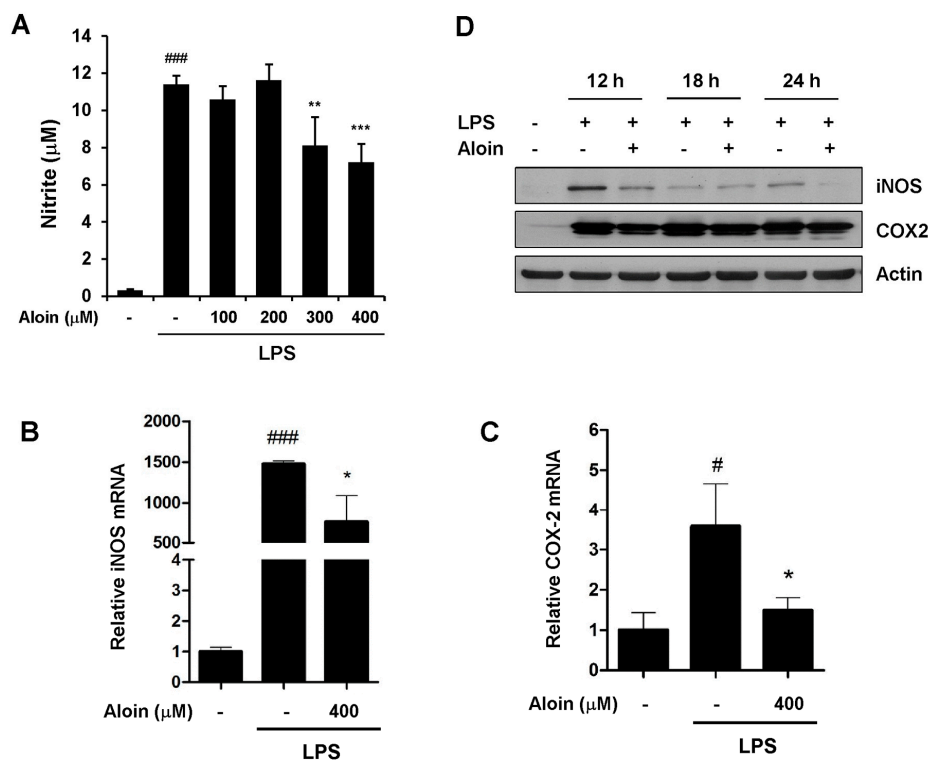 A
Nitrite (µM)
14
12
10
8
6
4
2
0
###
**
***
Aloin (µM) - - 100 200 300 400
LPS
D
12 h 18 h 24 h
LPS - + + + + + +
Aloin - - + - + - +
iNOS
COX2
Actin
B
Relative iNOS mRNA
2000
1500
1000
500
4
3
2
1
0
###
*
Aloin (µM) - - 400
LPS
C
Relative COX-2 mRNA
6
5
4
3
2
1
0
#
*
Aloin (µM) - - 400
LPS